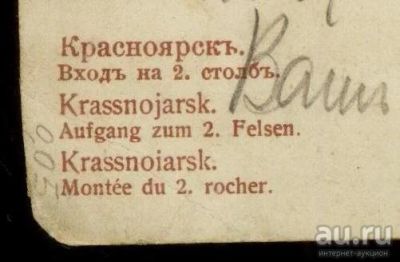 Красноярскъ.
Входъ на 2. столбъ.
Krassnojarsk.
Aufgang zum 2. Felsen.
Krassnoiarsk.
Montée du 2. rocher.
au.ru
интернет-аукцион